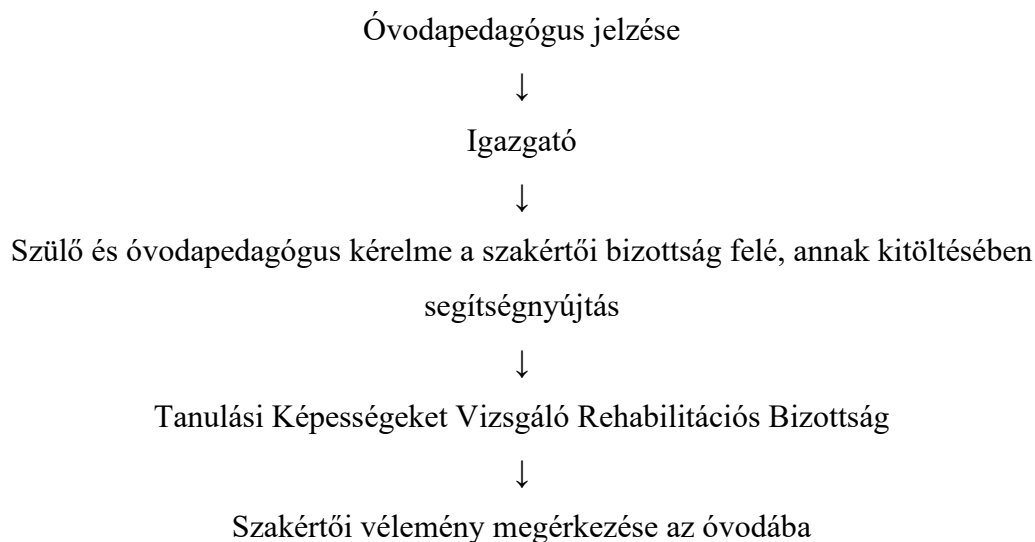 Óvodapedagógus jelzése
↓
Igazgató
↓
Szülő és óvodapedagógus kérelme a szakértői bizottság felé, annak kitöltésében
segítségnyújtás
↓
Tanulási Képességeket Vizsgáló Rehabilitációs Bizottság
↓
Szakértői vélemény megérkezése az óvodába